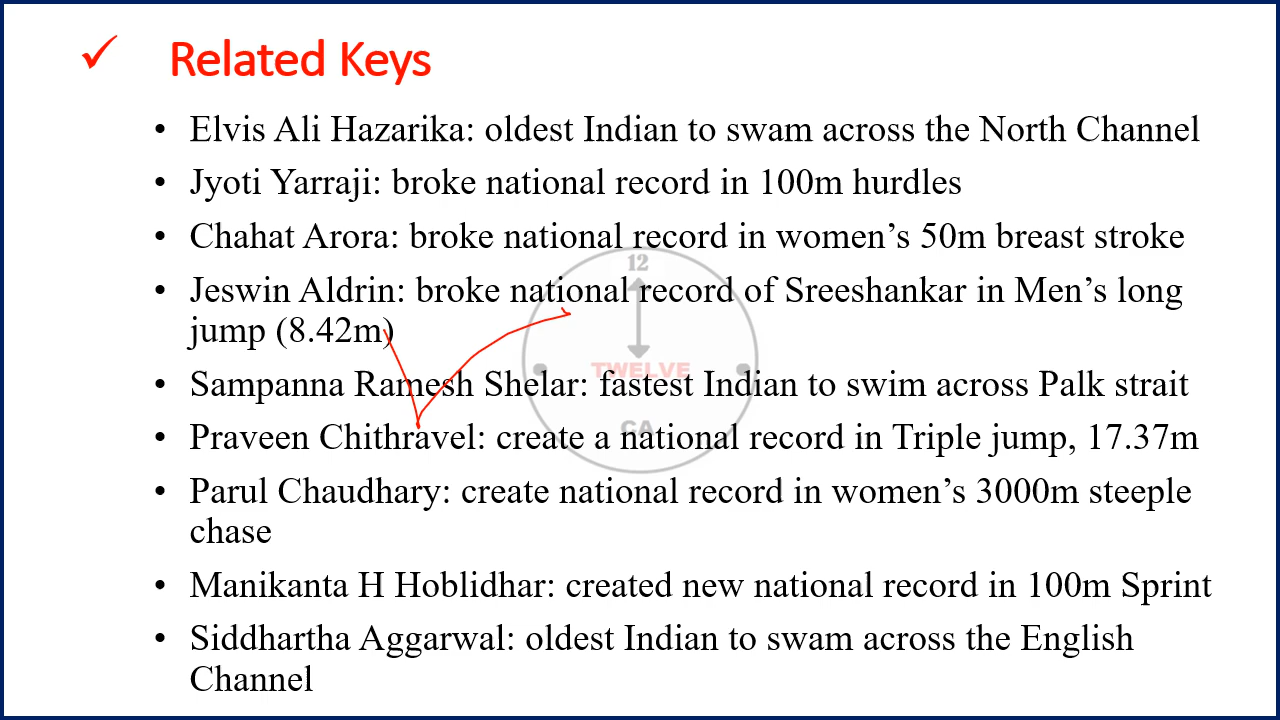 ✓ Related Keys
• Elvis Ali Hazarika: oldest Indian to swam across the North Channel
• Jyoti Yarraji: broke national record in 100m hurdles
• Chahat Arora: broke national record in women’s 50m breast stroke
• Jeswin Aldrin: broke national record of Sreeshankar in Men’s long
jump (8.42m)
• Sampanna Ramesh Shelar: fastest Indian to swim across Palk strait
• Praveen Chithravel: create a national record in Triple jump, 17.37m
• Parul Chaudhary: create national record in women’s 3000m steeple
chase
• Manikanta H Hoblidhar: created new national record in 100m Sprint
• Siddhartha Aggarwal: oldest Indian to swam across the English
Channel
12
TWELVE
CA